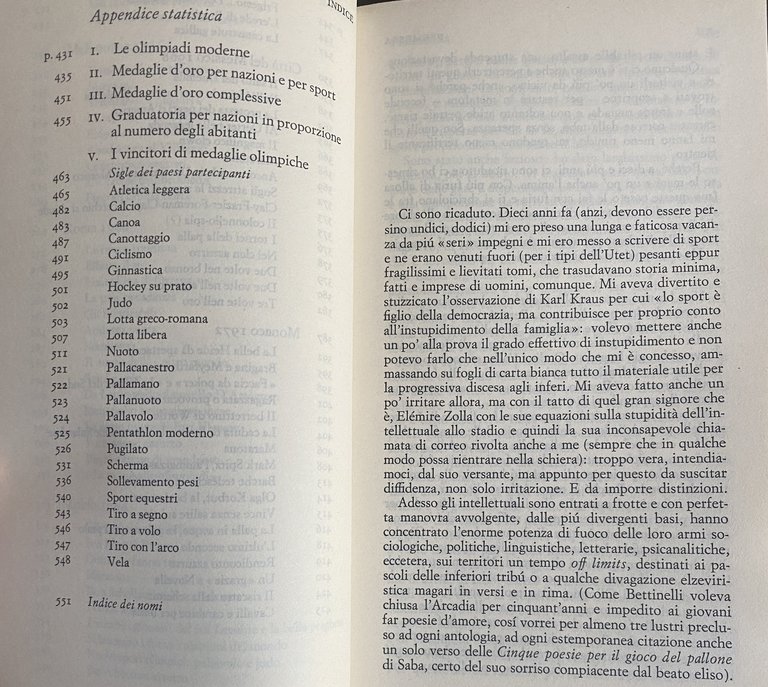 INDICE
Appendice statistica
p. 431 I. Le olimpiadi moderne
435 II. Medaglie d'oro per nazioni e per sport
451 III. Medaglie d'oro complessive
455 IV. Graduatoria per nazioni in proporzione
al numero degli abitanti
V. I vincitori di medaglie olimpiche
463 Sigle dei paesi partecipanti
465 Atletica leggera
482 Calcio
483 Canoa
487 Canottaggio
491 Ciclismo
495 Ginnastica
501 Hockey su prato
502 Judo
503 Lotta greco-romana
507 Lotta libera
511 Nuoto
521 Pallacanestro
522 Pallamano
523 Pallanuoto
524 Pallavolo
525 Pentathlon moderno
526 Pugilato
531 Scherma
536 Sollevamento pesi
540 Sport equestri
543 Tiro a segno
546 Tiro a volo
547 Tiro con l'arco
548 Vela
551 Indice dei nomi
Ci sono ricaduto. Dieci anni fa (anzi, devono essere per-
sino undici, dodici) mi ero preso una lunga e faticosa vacan-
za da piú «seri» impegni e mi ero messo a scrivere di sport
e ne erano venuti fuori (per i tipi dell'Utet) pesanti eppur
fragilissimi e lievitati tomi, che trasudavano storia minima,
fatti e imprese di uomini, comunque. Mi aveva divertito e
stuzzicato l'osservazione di Karl Kraus per cui «lo sport è
figlio della democrazia, ma contribuisce per proprio conto
all'instupidimento della famiglia»: volevo mettere anche
un po' alla prova il grado effettivo di instupidimento e non
potevo farlo che nell'unico modo che mi è concesso, am-
massando su fogli di carta bianca tutto il materiale utile per
la progressiva discesa agli inferi. Mi aveva fatto anche un
po' irritare allora, ma con il tatto di quel gran signore che
è, Elémire Zolla con le sue equazioni sulla stupidità dell'in-
tellettuale allo stadio e quindi la sua inconsapevole chia-
mata di correo rivolta anche a me (sempre che in qualche
modo possa rientrare nella schiera): troppo vera, intendia-
moci, dal suo versante, ma appunto per questo da suscitar
diffidenza, non solo irritazione. E da imporre distinzioni.
Adesso gli intellettuali sono entrati a frotte e con perfet-
ta manovra avvolgente, dalle piú divergenti basi, hanno
concentrato l'enorme potenza di fuoco delle loro armi so-
ciologiche, politiche, linguistiche, letterarie, psicanalitiche,
eccetera, sui territori un tempo off limits, destinati ai pa-
scoli delle inferiori tribú o a qualche divagazione elzeviri-
stica magari in versi e in rima. (Come Bettinelli voleva
chiusa l'Arcadia per cinquant'anni e impedito ai giovani
far poesie d'amore, cosí vorrei per almeno tre lustri preclu-
so ad ogni antologia, ad ogni estemporanea citazione anche
un solo verso delle Cinque poesie per il gioco del pallone
di Saba, certo del suo sorriso compiacente dal beato eliso).